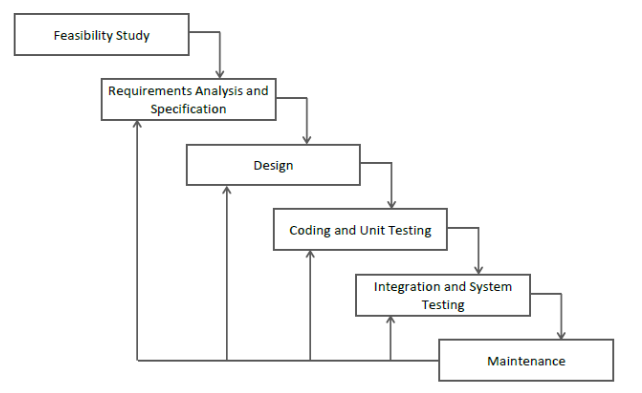 Feasibility Study
Requirements Analysis and
Specification
Design
Coding and Unit Testing
Integration and System
Testing
Maintenance